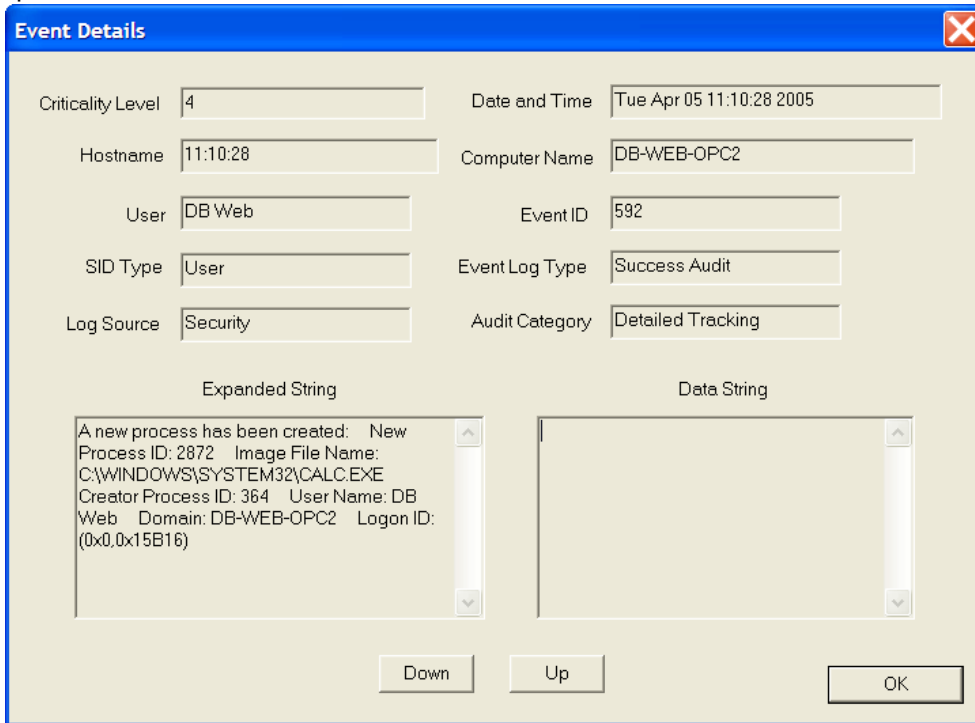 Event Details
Criticality Level 4 Date and Time Tue Apr 05 11:10:28 2005
Hostname 11:10:28 Computer Name DB-WEB-OPC2
User DB Web Event ID 592
SID Type User Event Log Type Success Audit
Log Source Security Audit Category Detailed Tracking
Expanded String Data String
A new process has been created: New
Process ID: 2872 Image File Name:
C:\WINDOWS\SYSTEM32\CALC.EXE
Creator Process ID: 364 User Name: DB
Web Domain: DB-WEB-OPC2 Logon ID:
(0x0,0x15B16)
Down Up OK